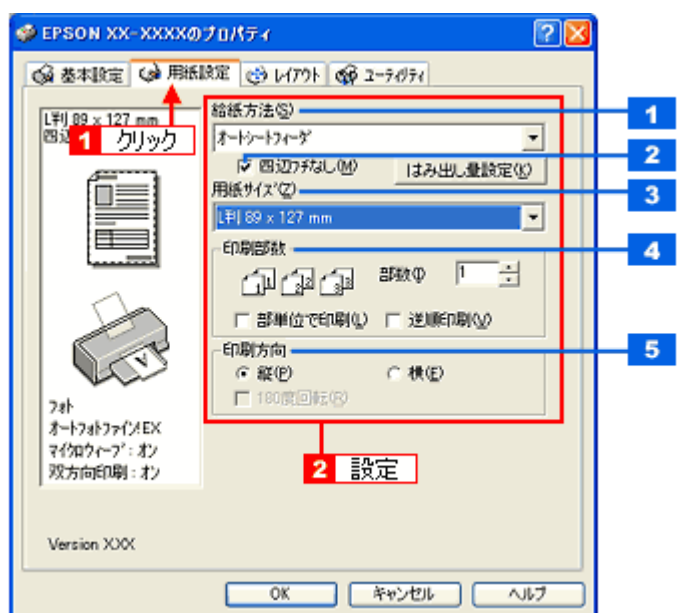 EPSON XX-XXXXのプロパティ
基本設定 用紙設定 レイアウト ユーティリティ
L判 89 x 127 mm
四辺
1 クリック
フォト
オートフォトファイン!EX
マイクロウィーブ : オン
双方向印刷 : オン
Version XXX
給紙方法(S)
1
オートシートフィーダ
四辺フチなし(M)
はみ出し量設定(K)
2
用紙サイズ(Z)
3
L判 89 x 127 mm
印刷部数
4
1 1 2 2 3 3
部数(I) 1
部単位で印刷(L) 逆順印刷(V)
印刷方向
5
縦(P) 横(E)
180度回転(R)
2 設定
OK キャンセル ヘルプ